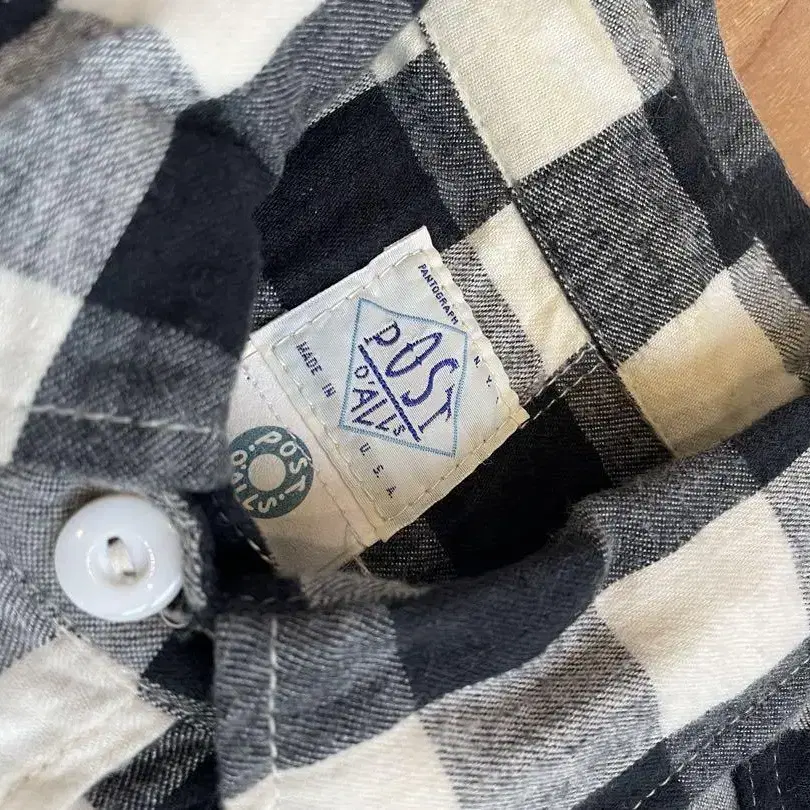 PANTOGRAPH N.Y.
POST
O'ALLS
MADE IN U.S.A.
POST
O'ALLS